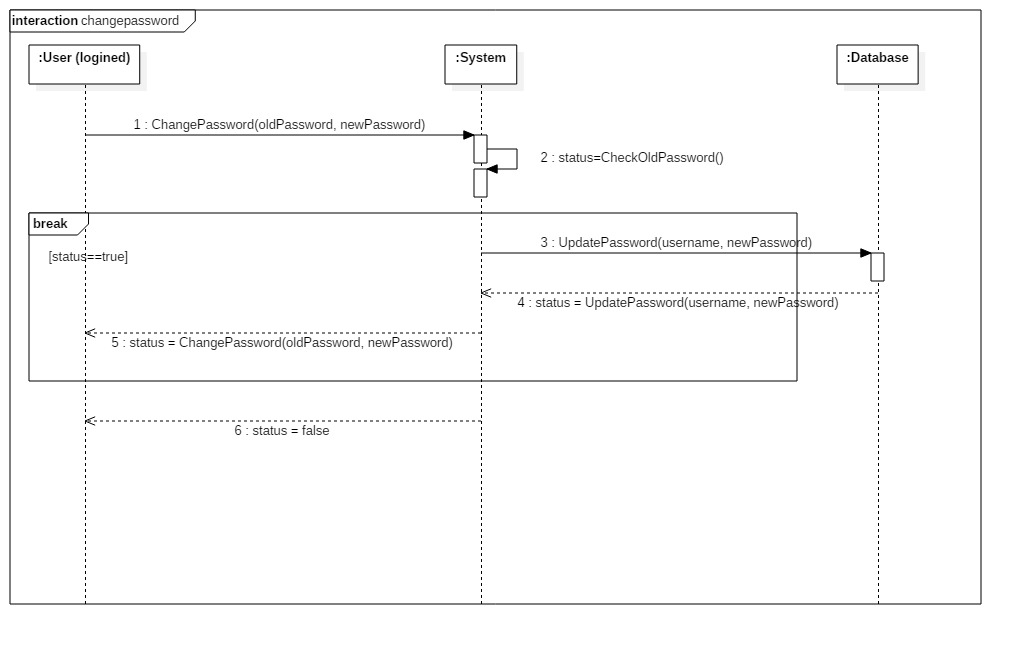 interaction changepassword
:User (logined)
:System
:Database
1 : ChangePassword(oldPassword, newPassword)
2 : status=CheckOldPassword()
break
3 : UpdatePassword(username, newPassword)
[status==true]
4 : status = UpdatePassword(username, newPassword)
5 : status = ChangePassword(oldPassword, newPassword)
6 : status = false